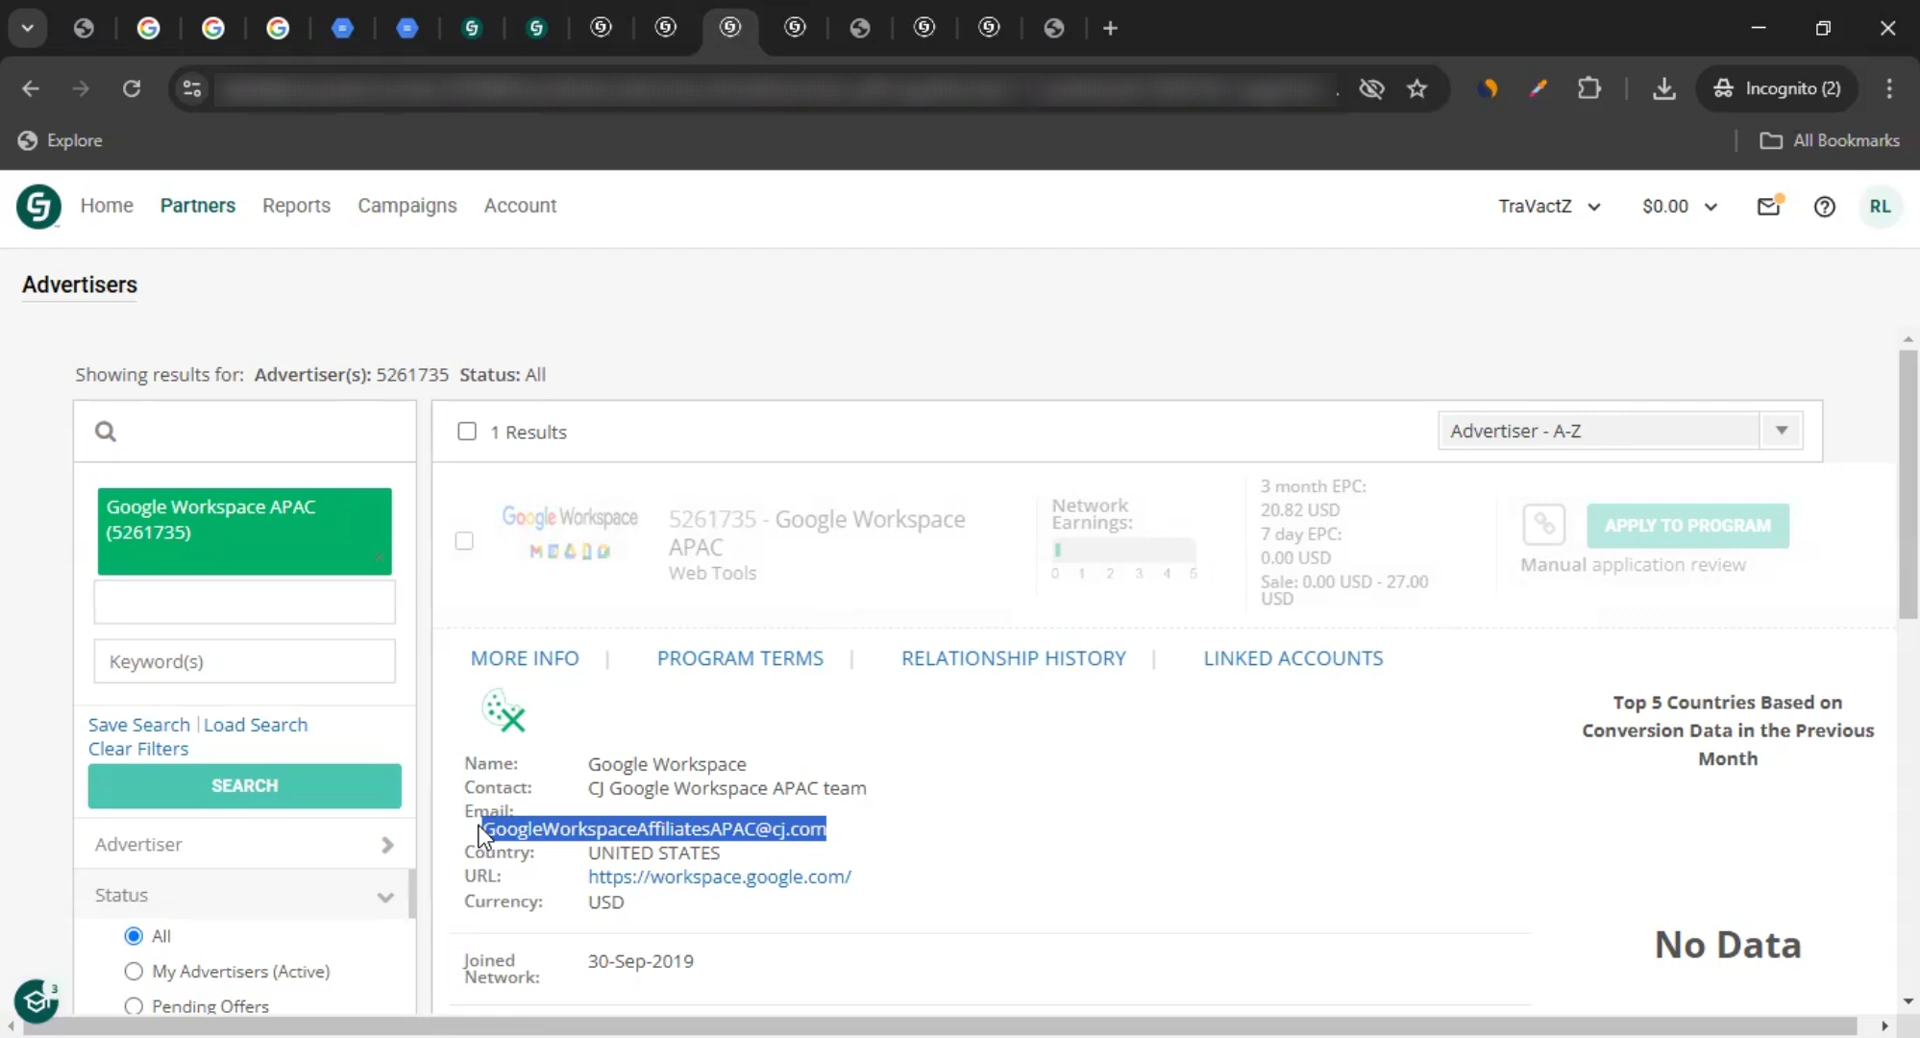 Incognito (2)
Explore
All Bookmarks
Home Partners Reports Campaigns Account
TraVactZ $0.00 RL
Advertisers
Showing results for: Advertiser(s): 5261735 Status: All
1 Results
Advertiser - A-Z
Google Workspace APAC
(5261735)
Keyword(s)
Save Search | Load Search
Clear Filters
SEARCH
Advertiser
Status
All
My Advertisers (Active)
Pending Offers
3
Google Workspace
5261735 - Google Workspace
APAC
Web Tools
Network
Earnings:
0 1 2 3 4 5
3 month EPC:
20.82 USD
7 day EPC:
0.00 USD
Sale: 0.00 USD - 27.00
USD
APPLY TO PROGRAM
Manual application review
MORE INFO | PROGRAM TERMS | RELATIONSHIP HISTORY | LINKED ACCOUNTS
Name: Google Workspace
Contact: CJ Google Workspace APAC team
Email:
GoogleWorkspaceAffiliatesAPAC@cj.com
Country: UNITED STATES
URL: https://workspace.google.com/
Currency: USD
Joined
Network: 30-Sep-2019
Top 5 Countries Based on
Conversion Data in the Previous
Month
No Data